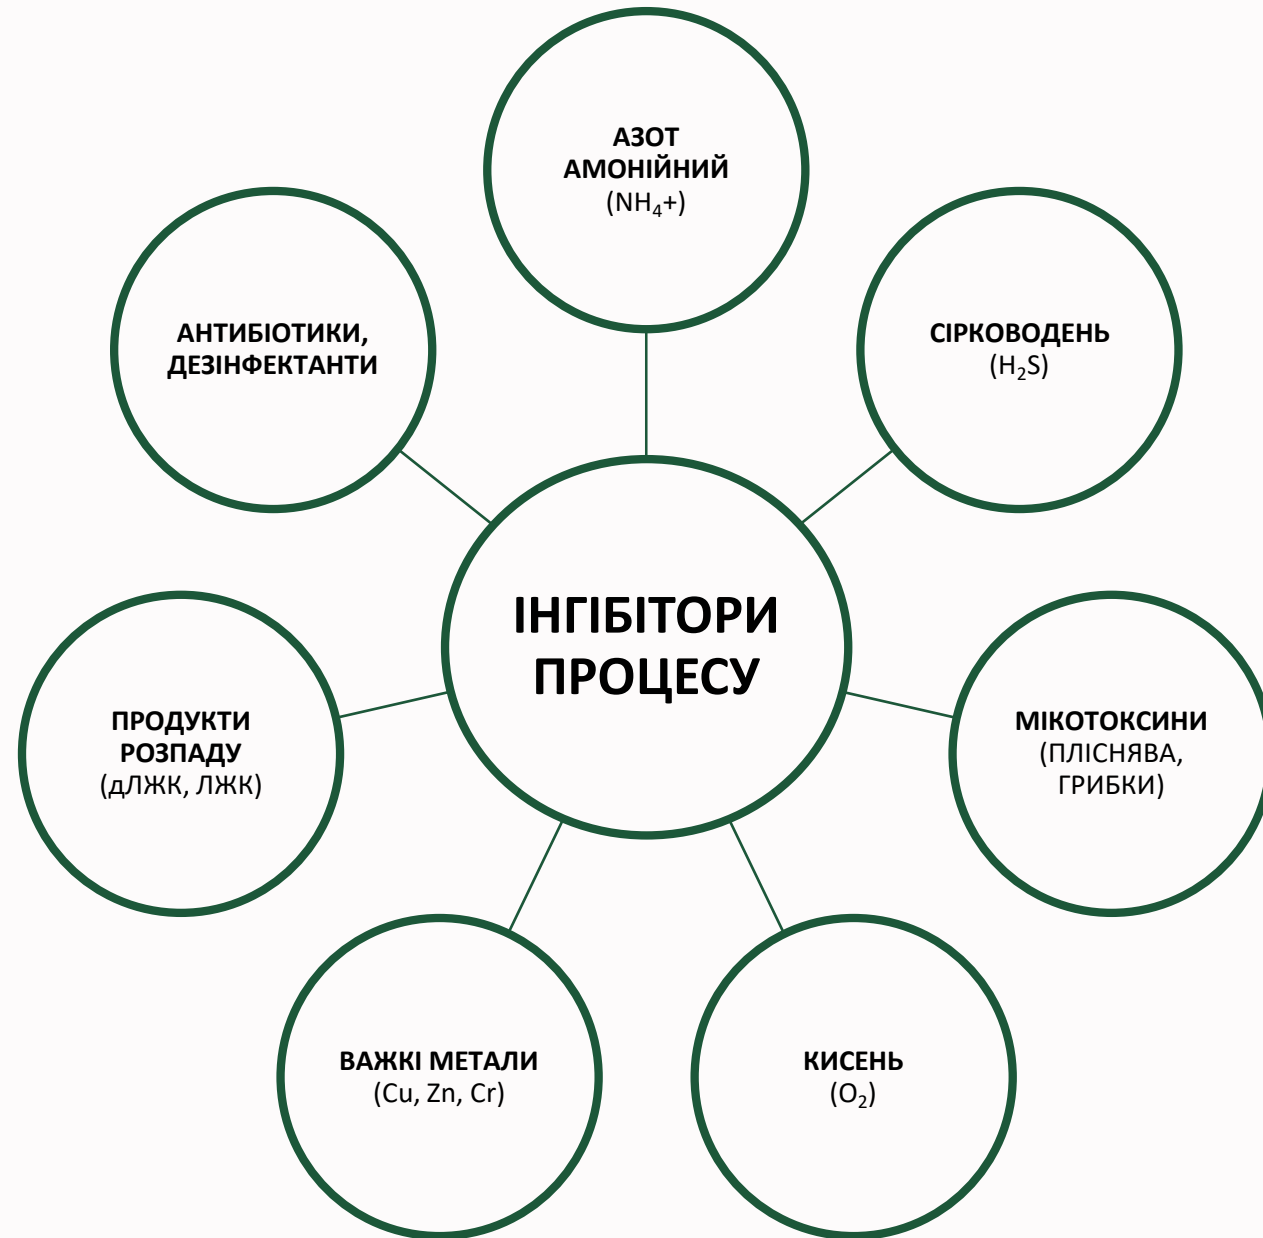 АЗОТ
АМОНІЙНИЙ
(NH₄+)
СІРКОВОДЕНЬ
(H₂S)
МІКОТОКСИНИ
(ПЛІСНЯВА,
ГРИБКИ)
КИСЕНЬ
(O₂)
ВАЖКІ МЕТАЛИ
(Cu, Zn, Cr)
ПРОДУКТИ
РОЗПАДУ
(дЛЖК, ЛЖК)
АНТИБІОТИКИ,
ДЕЗІНФЕКТАНТИ
ІНГІБІТОРИ
ПРОЦЕСУ